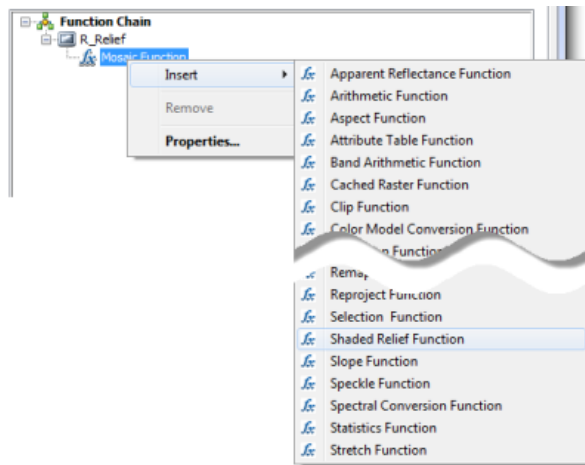 Function Chain
R_Relief
Mosaic Function
Insert
Remove
Properties...
Apparent Reflectance Function
Arithmetic Function
Aspect Function
Attribute Table Function
Band Arithmetic Function
Cached Raster Function
Clip Function
Color Model Conversion Function
Function
Reproject Function
Selection Function
Shaded Relief Function
Slope Function
Speckle Function
Spectral Conversion Function
Statistics Function
Stretch Function